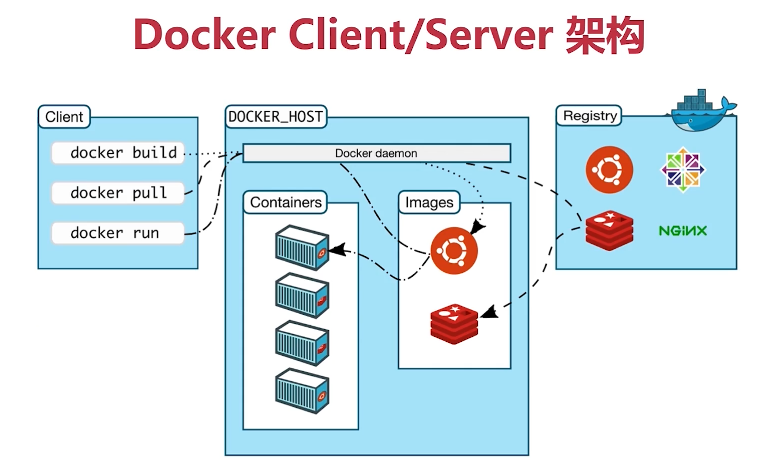 Docker Client/Server 架构
Client
docker build
docker pull
docker run
DOCKER_HOST
Docker daemon
Containers
Images
Registry
NGINX